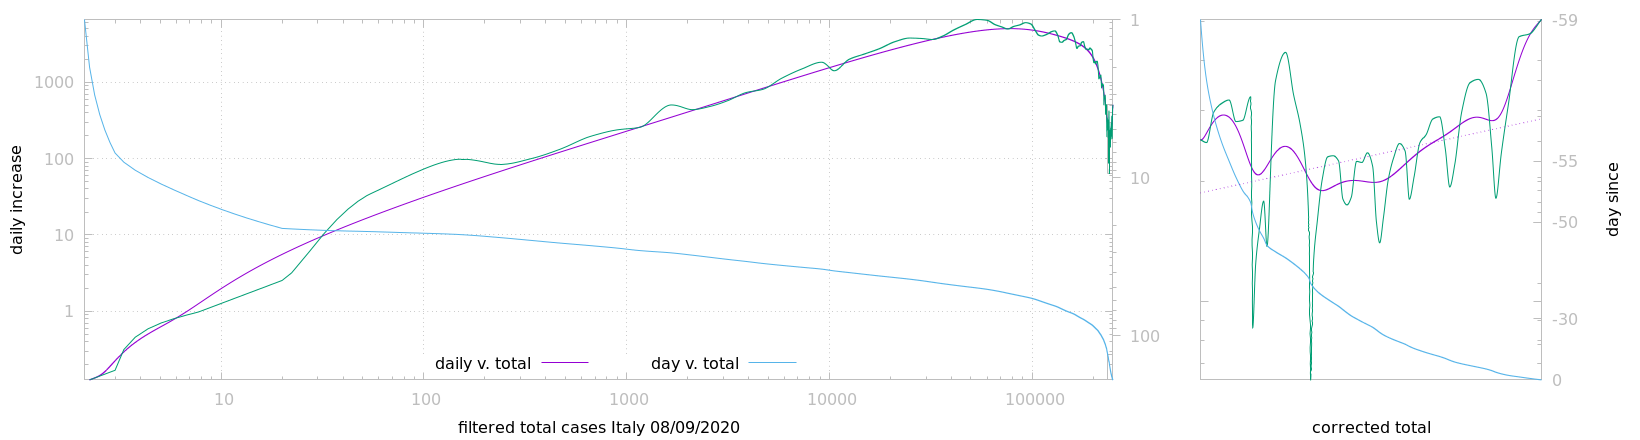 daily increase
1000
100
10
1
daily v. total
day v. total
10
100
1000
10000
100000
filtered total cases Italy 08/09/2020
1
10
100
-59
-55
-50
-30
0
day since
corrected total